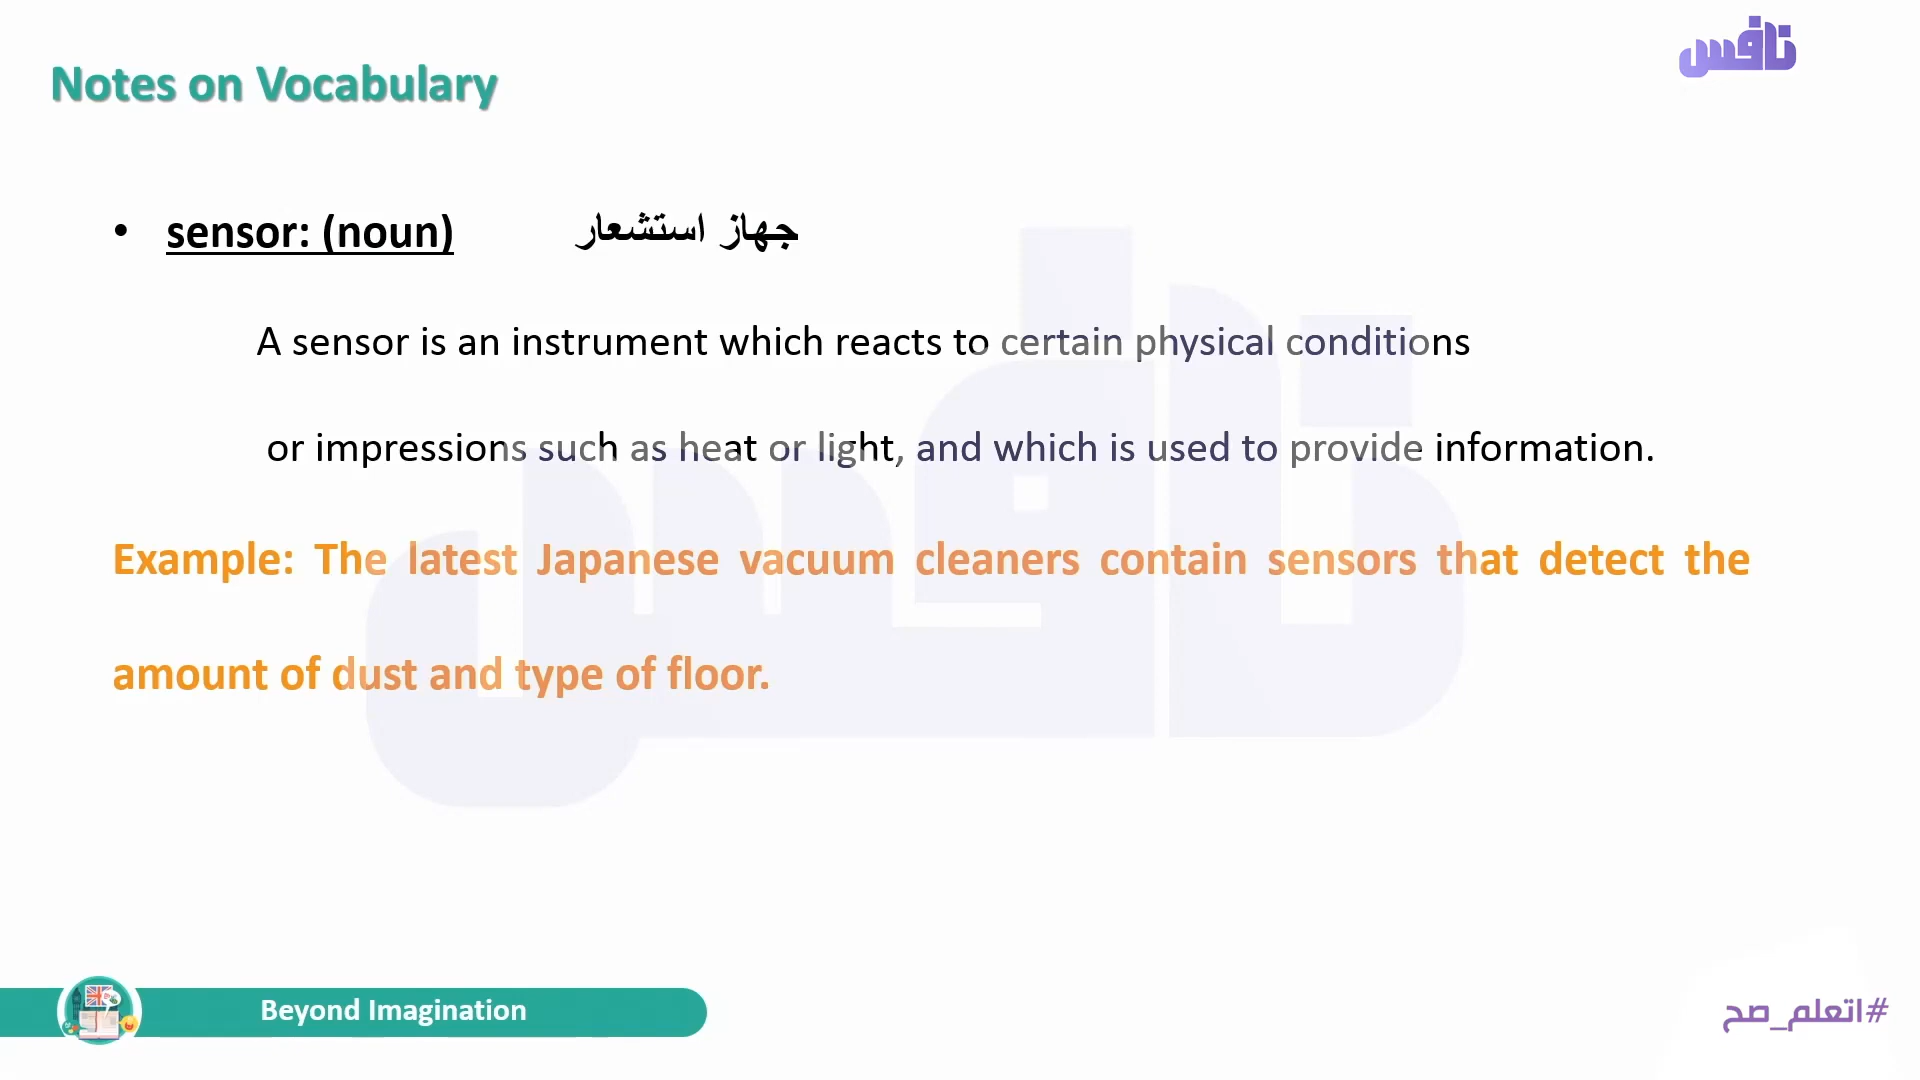 نافس
Notes on Vocabulary
• sensor: (noun) جهاز استشعار
A sensor is an instrument which reacts to certain physical conditions
or impressions such as heat or light, and which is used to provide information.
Example: The latest Japanese vacuum cleaners contain sensors that detect the
amount of dust and type of floor.
نافس
Beyond Imagination
#اتعلم_صح